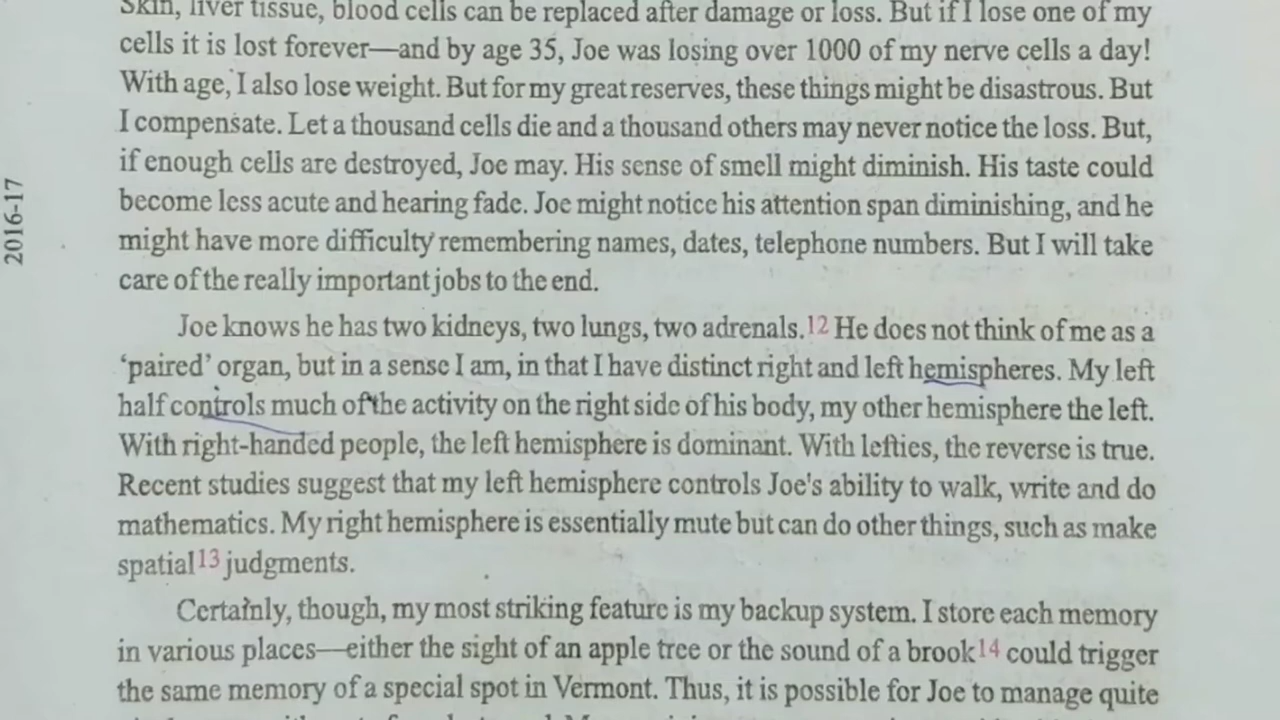 Skin, liver tissue, blood cells can be replaced after damage or loss. But if I lose one of my
cells it is lost forever—and by age 35, Joe was losing over 1000 of my nerve cells a day!
With age, I also lose weight. But for my great reserves, these things might be disastrous. But
I compensate. Let a thousand cells die and a thousand others may never notice the loss. But,
if enough cells are destroyed, Joe may. His sense of smell might diminish. His taste could
become less acute and hearing fade. Joe might notice his attention span diminishing, and he
might have more difficulty remembering names, dates, telephone numbers. But I will take
care of the really important jobs to the end.
Joe knows he has two kidneys, two lungs, two adrenals.12 He does not think of me as a
‘paired’ organ, but in a sense I am, in that I have distinct right and left hemispheres. My left
half controls much of the activity on the right side of his body, my other hemisphere the left.
With right-handed people, the left hemisphere is dominant. With lefties, the reverse is true.
Recent studies suggest that my left hemisphere controls Joe's ability to walk, write and do
mathematics. My right hemisphere is essentially mute but can do other things, such as make
spatial13 judgments.
Certainly, though, my most striking feature is my backup system. I store each memory
in various places—either the sight of an apple tree or the sound of a brook14 could trigger
the same memory of a special spot in Vermont. Thus, it is possible for Joe to manage quite
2016-17